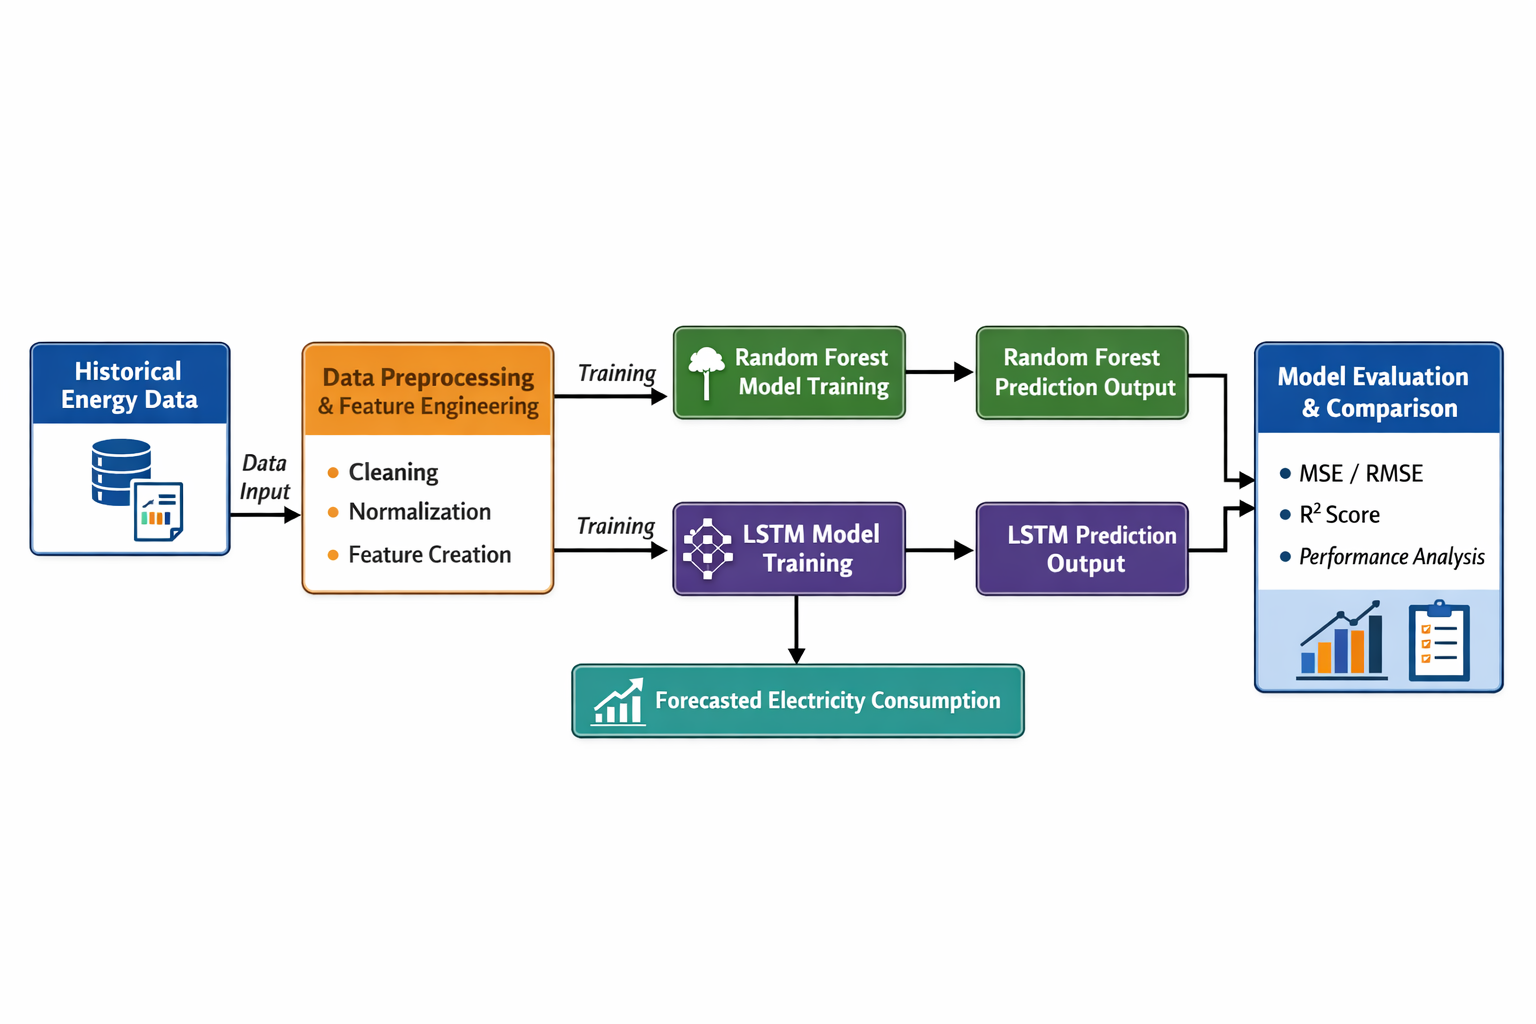 Historical
Energy Data
Data
Input
Data Preprocessing
& Feature Engineering
• Cleaning
• Normalization
• Feature Creation
Training
Training
Random Forest
Model Training
Random Forest
Prediction Output
LSTM Model
Training
LSTM Prediction
Output
Forecasted Electricity Consumption
Model Evaluation
& Comparison
• MSE / RMSE
• R² Score
• Performance Analysis